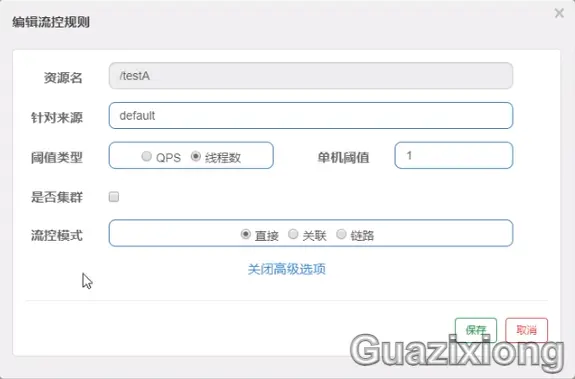 编辑流控规则
×
资源名 /testA
针对来源 default
阈值类型 QPS 线程数 单机阈值 1
是否集群
流控模式 直接 关联 链路
关闭高级选项
保存 取消
Guazixiong